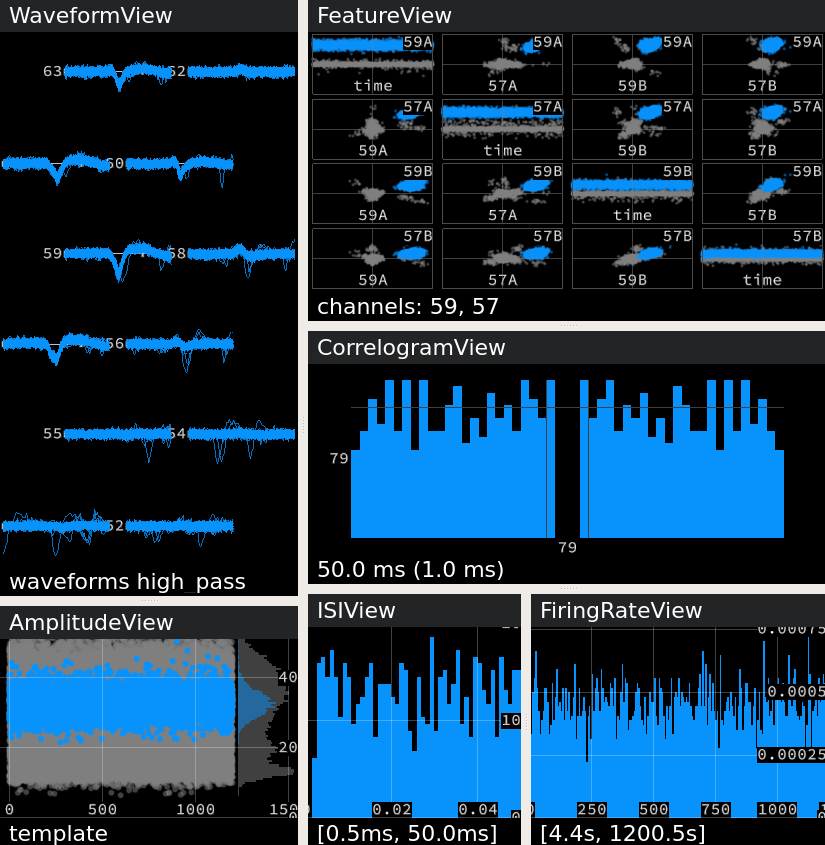 WaveformView
63 62
60
59 58
56
55 54
52
waveforms high_pass
AmplitudeView
40
20
0 500 1000 150
template
FeatureView
59A 59A 59A 59A
time 57A 59B 57B
57A 57A 57A 57A
59A time 59B 57B
59B 59B 59B 59B
59A 57A time 57B
57B 57B 57B 57B
59A 57A 59B time
channels: 59, 57
CorrelogramView
79
79
50.0 ms (1.0 ms)
ISIView
10
0.02 0.04
[0.5ms, 50.0ms]
FiringRateView
0.00075
0.0005
0.00025
250 500 750 1000
[4.4s, 1200.5s]